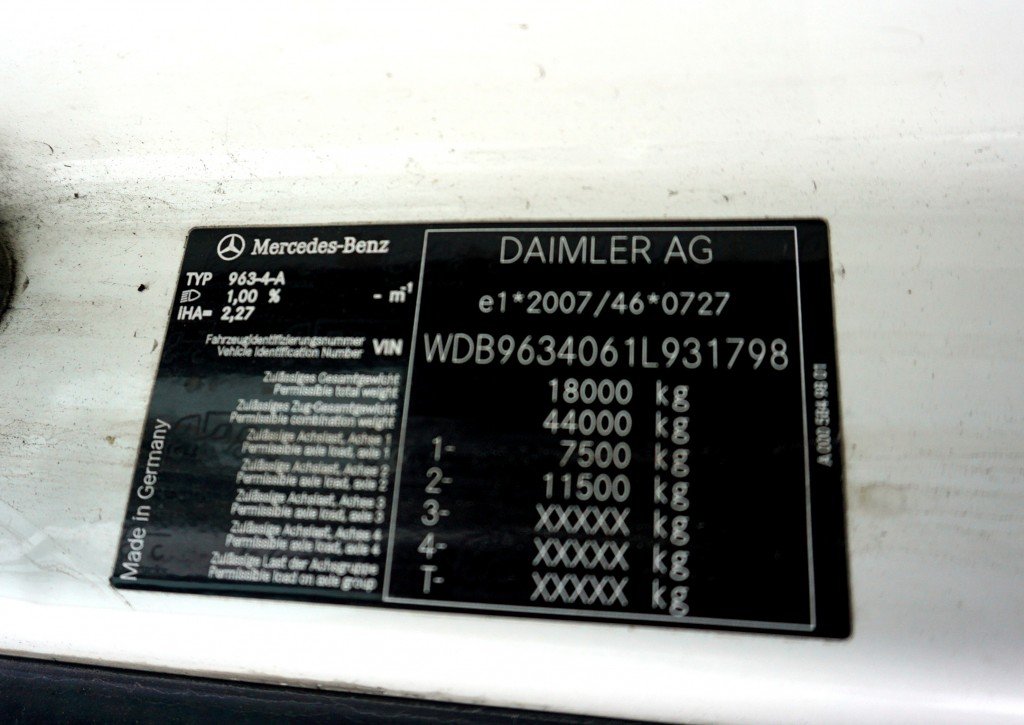 Mercedes-Benz
TYP 963-4-A
1,00 % - m-1
IHA= 2,27
Fahrzeugidentifizierungsnummer
Vehicle Identification Number
VIN
Zulässiges Gesamtgewicht
Permissible total weight
Zulässiges Zug-Gesamtgewicht
Permissible combination weight
Zulässige Achslast, Achse 1
Permissible axle load, axle 1
Zulässige Achslast, Achse 2
Permissible axle load, axle 2
Zulässige Achslast, Achse 3
Permissible axle load, axle 3
Zulässige Achslast, Achse 4
Permissible axle load, axle 4
Zulässige Last der Achsgruppe
Permissible load on axle group
Made in Germany
DAIMLER AG
e1*2007/46*0727
WDB9634061L931798
18000 kg
44000 kg
1- 7500 kg
2- 11500 kg
3- XXXXX kg
4- XXXXX kg
T- XXXXX kg
A 000 584 98 01